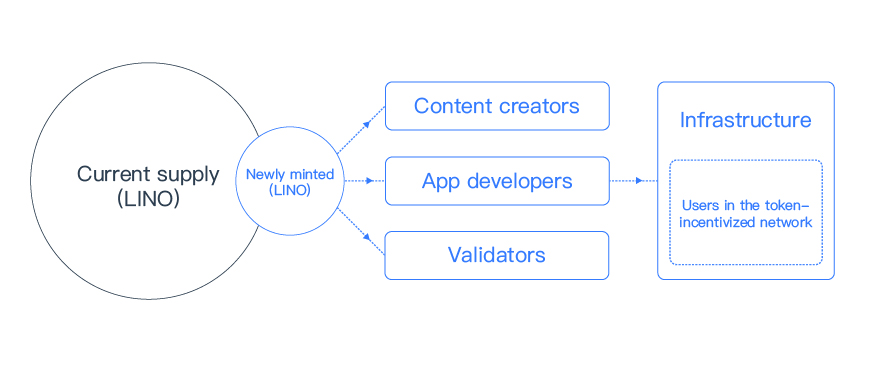 Current supply
(LINO)
Newly minted
(LINO)
Content creators
App developers
Validators
Infrastructure
Users in the token-
incentivized network